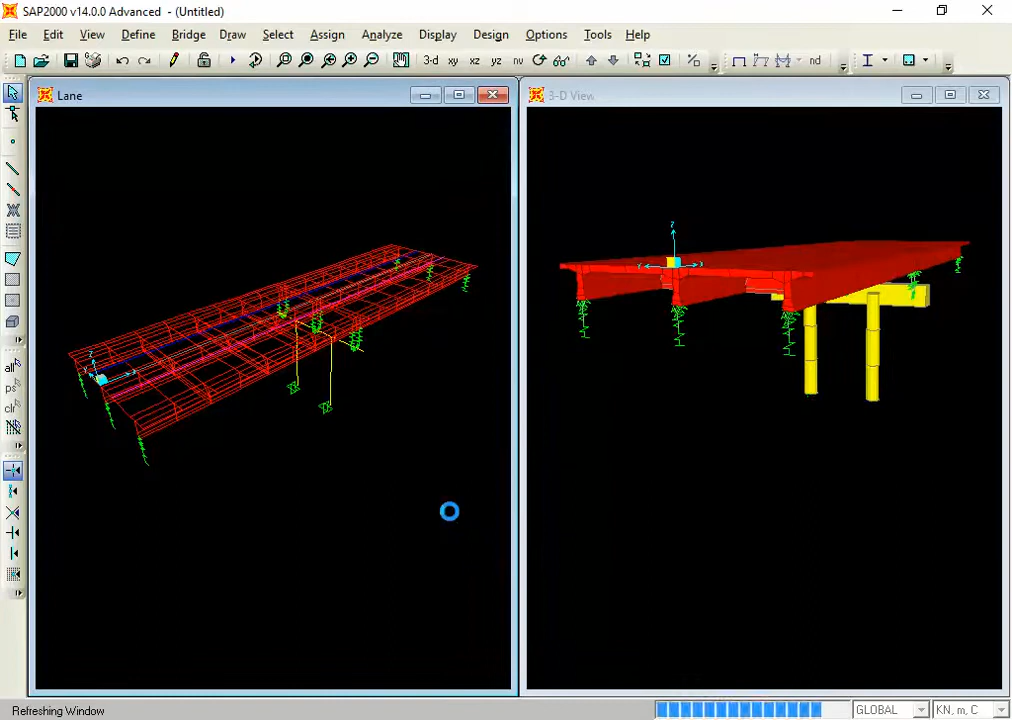 SAP2000 v14.0.0 Advanced - (Untitled)
File Edit View Define Bridge Draw Select Assign Analyze Display Design Options Tools Help
3-d xy xz yz nv nd
Lane
3-D View
all
ps
clr
Z
Y
X
Z
Y
X
Refreshing Window
GLOBAL
KN, m, C